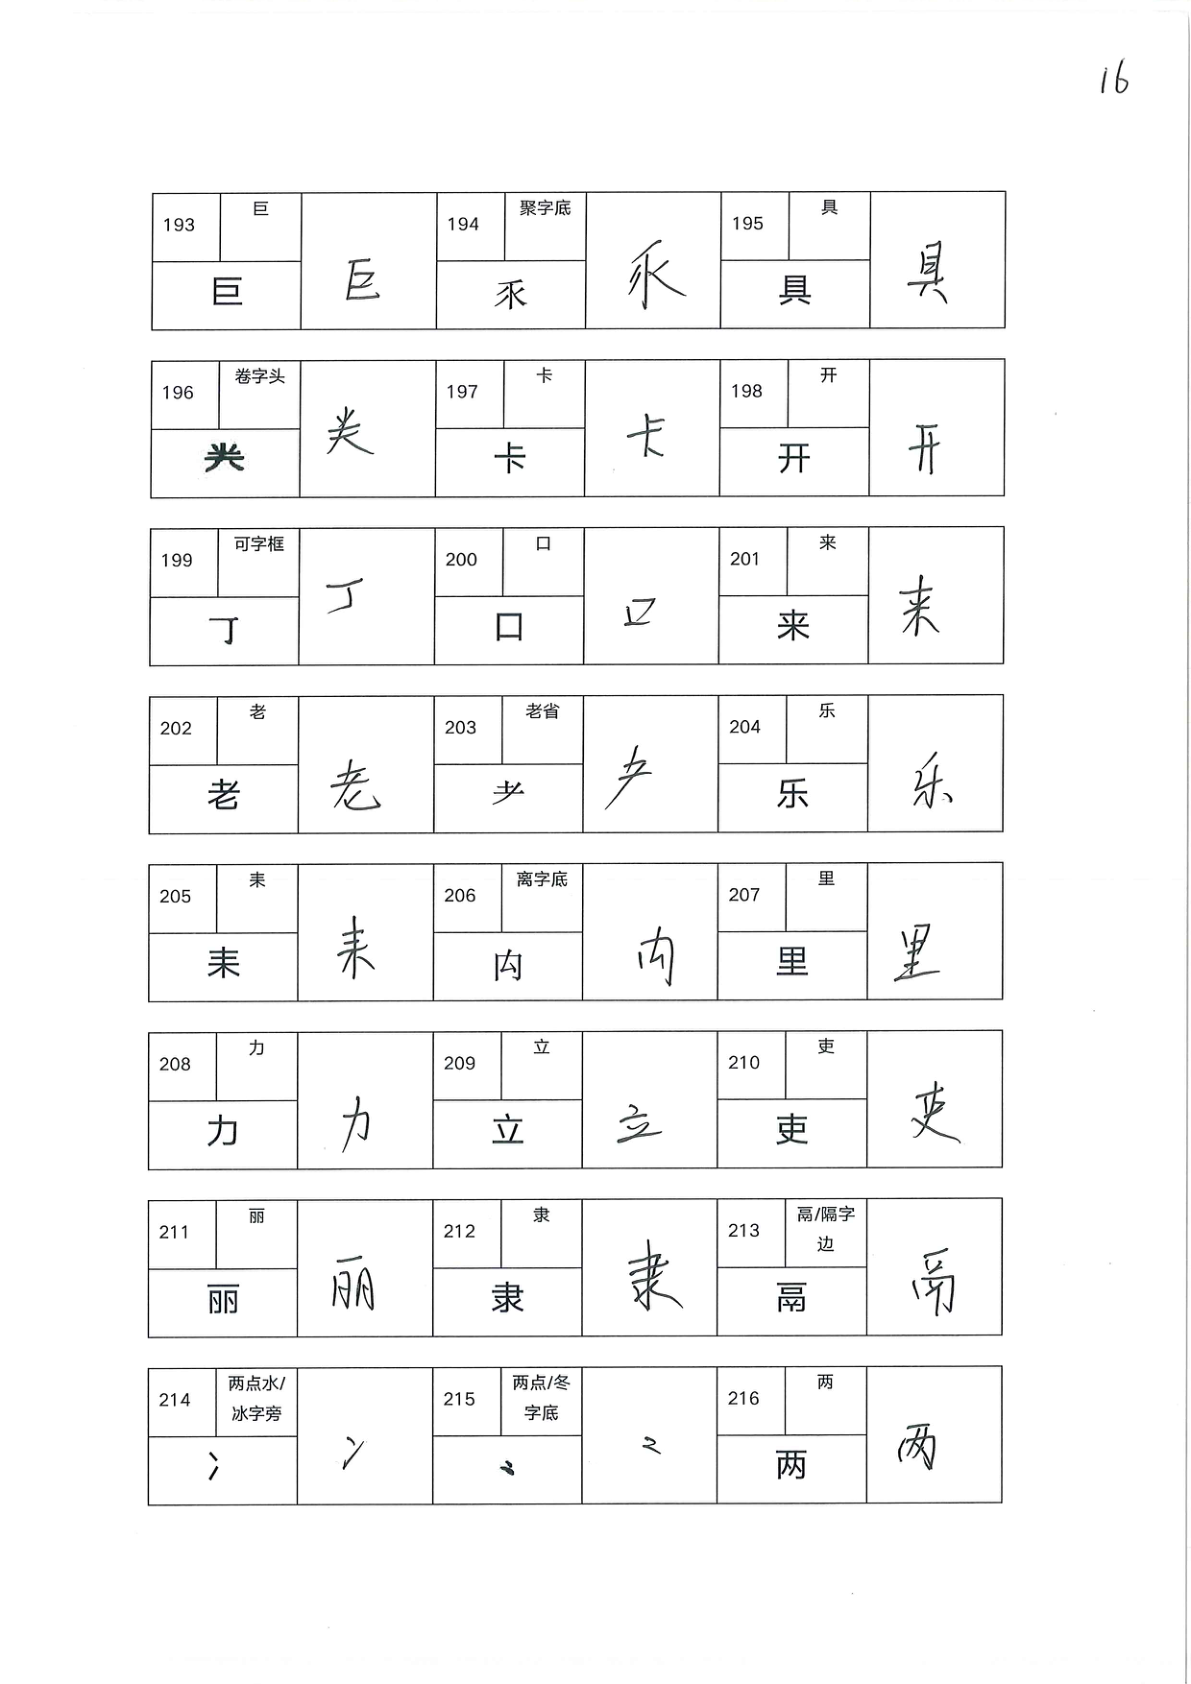 16
193 巨 巨 194 聚字底 乑 195 具 具
巨 乑 具
196 卷字头 龹 197 卡 卡 198 开 开
龹 卡 开
199 可字框 丁 200 口 口 201 来 来
丁 口 来
202 老 老 203 老省 耂 204 乐 乐
老 耂 乐
205 耒 耒 206 离字底 禸 207 里 里
耒 禸 里
208 力 力 209 立 立 210 吏 吏
力 立 吏
211 丽 丽 212 隶 隶 213 鬲/隔字边 鬲
丽 隶 鬲
214 两点水/冰字旁 冫 215 两点/冬字底 ⺀ 216 两 两
冫 ⺀ 两